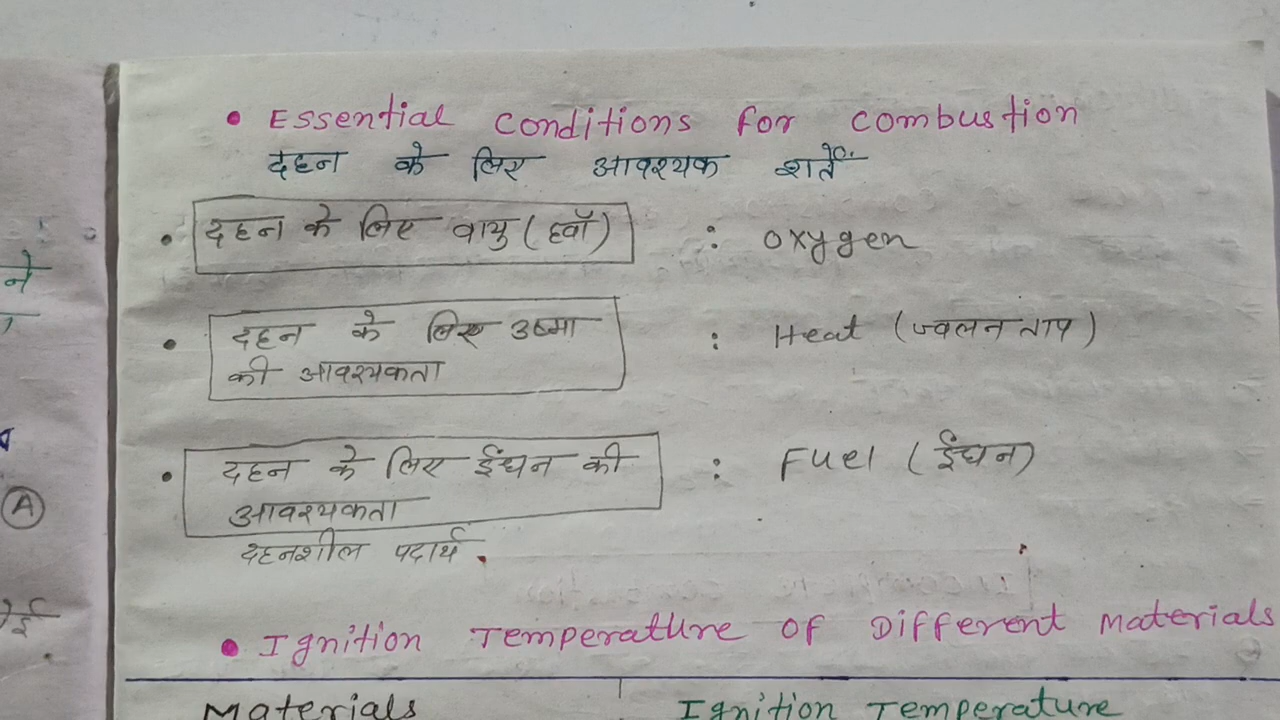 • Essential conditions for combustion
दहन के लिए आवश्यक शर्तें.
• दहन के लिए वायु (हवाँ) : oxygen
• दहन के लिए उष्मा : Heat (ज्वलन ताप)
की आवश्यकता
• दहन के लिए ईंधन की : Fuel (ईंधन)
आवश्यकता
दहनशील पदार्थ .
• Ignition Temperature of Different Materials
Materials Ignition Temperature
ने
A